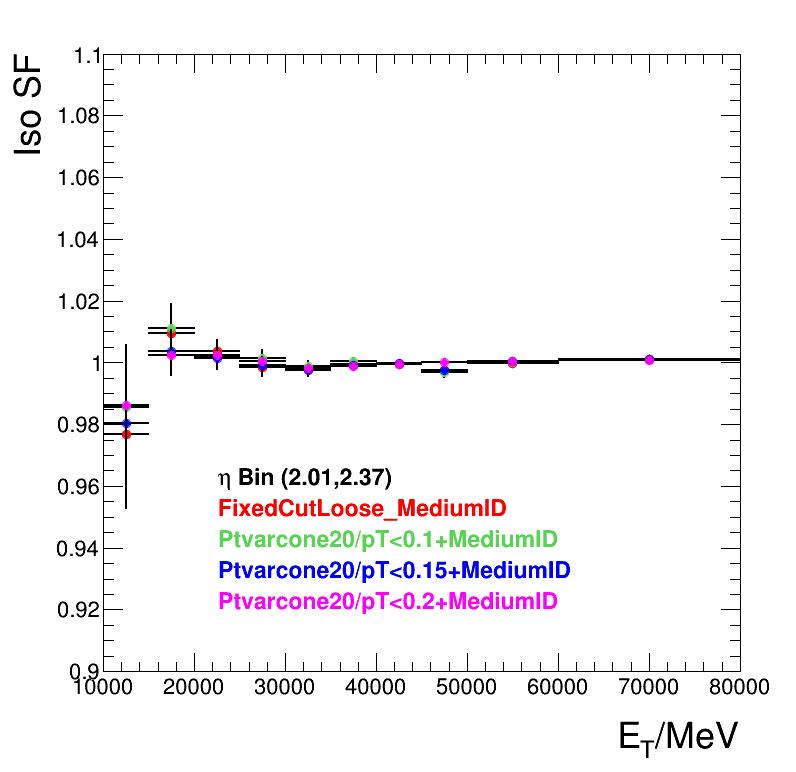 Iso SF
1.1
1.08
1.06
1.04
1.02
1
0.98
0.96
0.94
0.92
0.9
η Bin (2.01,2.37)
FixedCutLoose_MediumID
Ptvarcone20/pT<0.1+MediumID
Ptvarcone20/pT<0.15+MediumID
Ptvarcone20/pT<0.2+MediumID
10000 20000 30000 40000 50000 60000 70000 80000
E_T/MeV